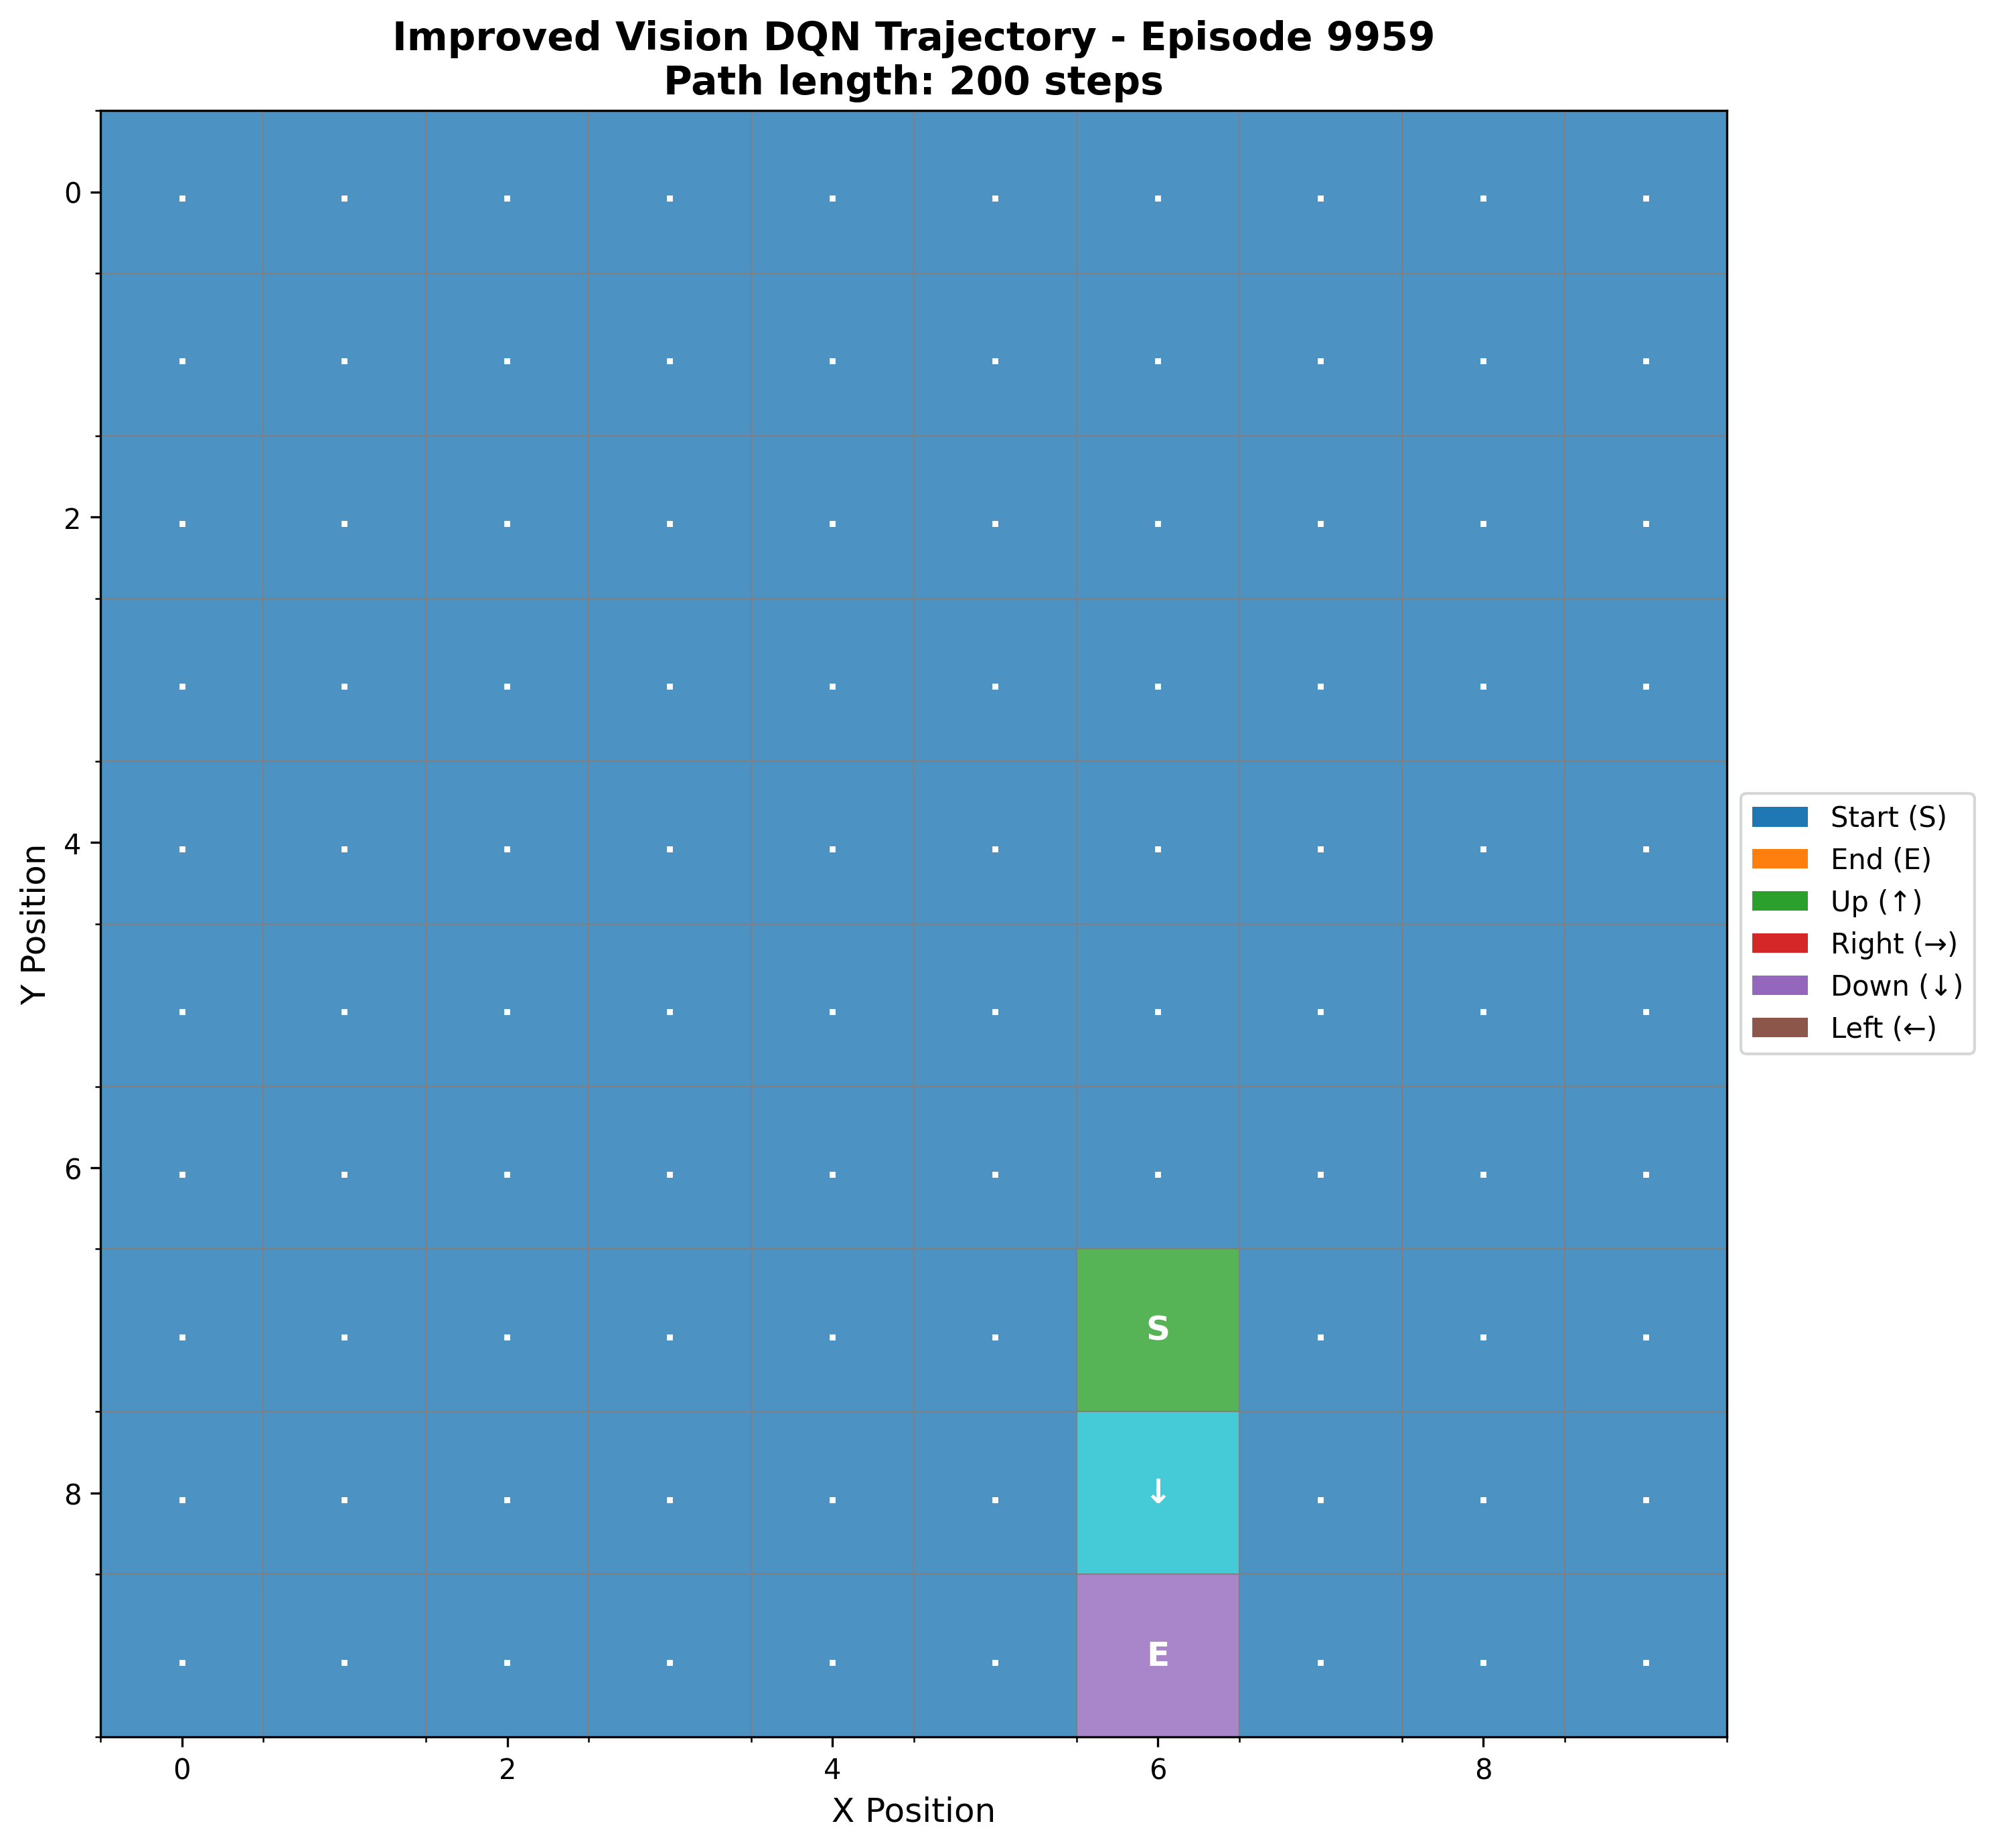 Improved Vision DQN Trajectory - Episode 9959
Path length: 200 steps
0
2
4
6
8
Y Position
S
↓
E
0 2 4 6 8
X Position
Start (S)
End (E)
Up (↑)
Right (→)
Down (↓)
Left (←)